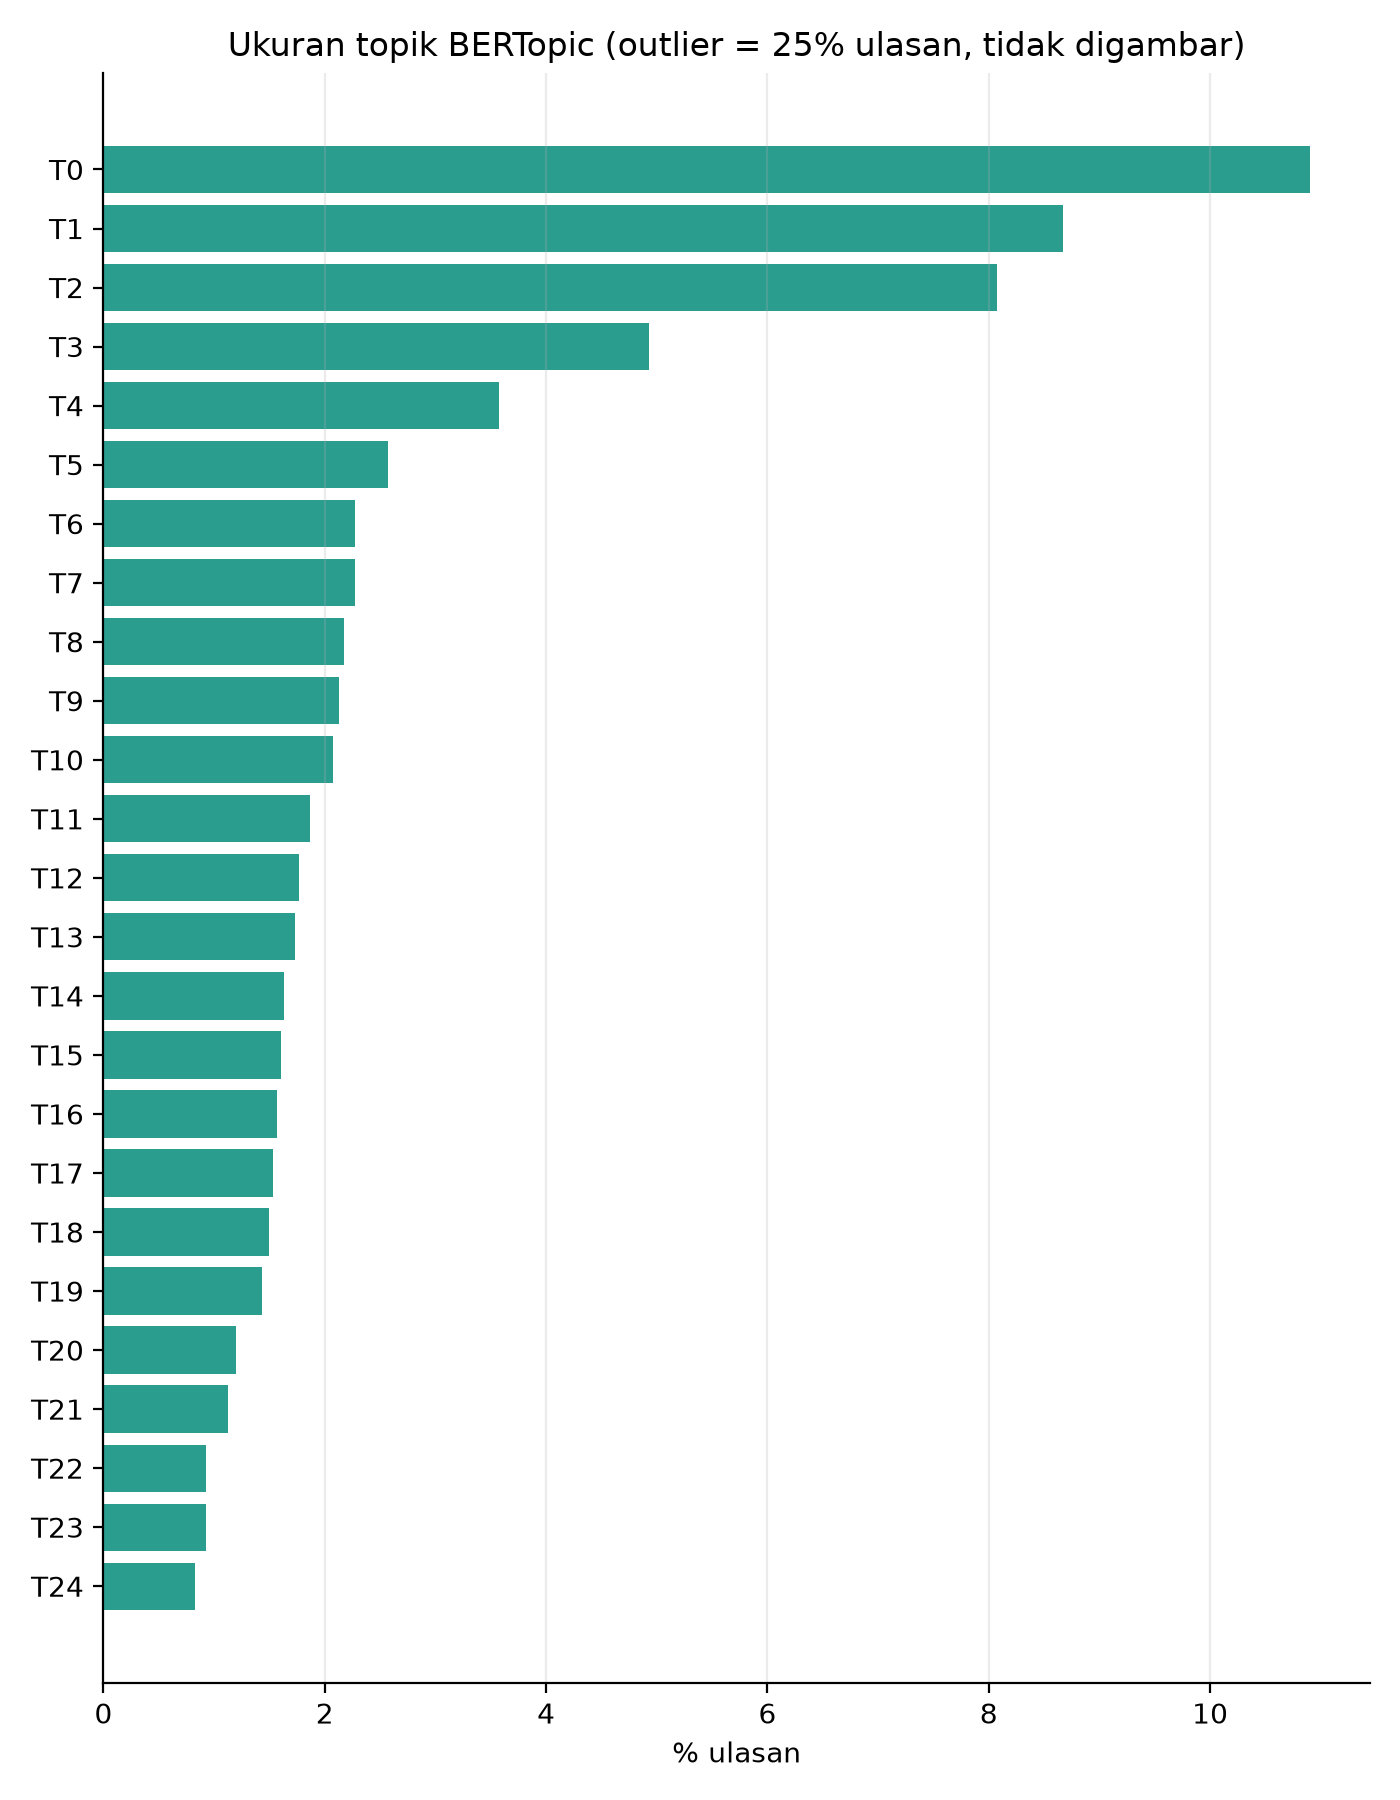 Ukuran topik BERTopic (outlier = 25% ulasan, tidak digambar)
T0
T1
T2
T3
T4
T5
T6
T7
T8
T9
T10
T11
T12
T13
T14
T15
T16
T17
T18
T19
T20
T21
T22
T23
T24
0 2 4 6 8 10
% ulasan